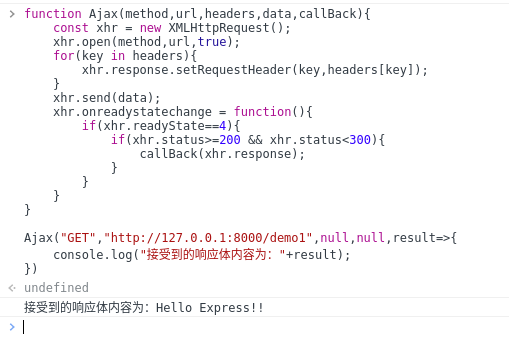 function Ajax(method,url,headers,data,callBack){
    const xhr = new XMLHttpRequest();
    xhr.open(method,url,true);
    for(key in headers){
        xhr.response.setRequestHeader(key,headers[key]);
    }
    xhr.send(data);
    xhr.onreadystatechange = function(){
        if(xhr.readyState==4){
            if(xhr.status>=200 && xhr.status<300){
                callBack(xhr.response);
            }
        }
    }
}

Ajax("GET","http://127.0.0.1:8000/demo1",null,null,result=>{
    console.log("接受到的响应体内容为："+result);
})
undefined
接受到的响应体内容为：Hello Express!!